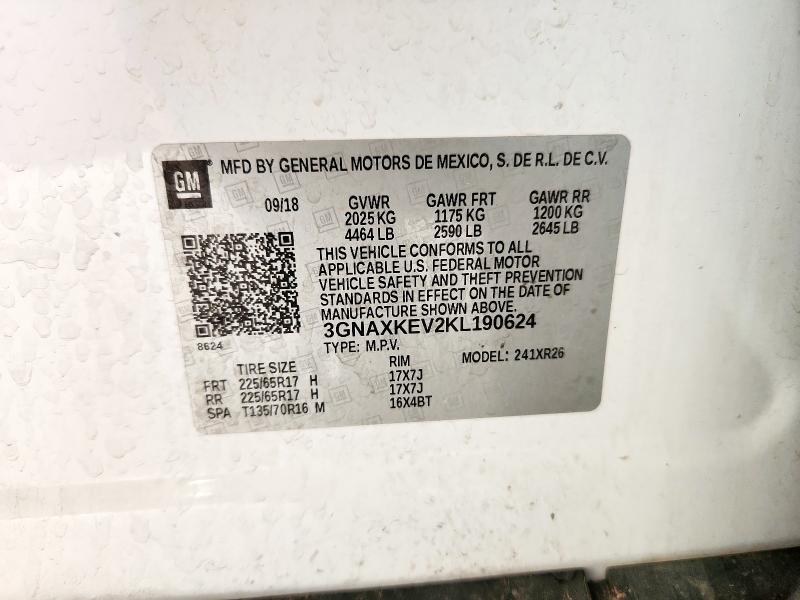 GM
MFD BY GENERAL MOTORS DE MEXICO, S. DE R.L. DE C.V.
09/18 GVWR GAWR FRT GAWR RR
2025 KG 1175 KG 1200 KG
4464 LB 2590 LB 2645 LB
THIS VEHICLE CONFORMS TO ALL
APPLICABLE U.S. FEDERAL MOTOR
VEHICLE SAFETY AND THEFT PREVENTION
STANDARDS IN EFFECT ON THE DATE OF
MANUFACTURE SHOWN ABOVE.
3GNAXKEV2KL190624
8624
TYPE: M.P.V. MODEL: 241XR26
TIRE SIZE RIM
FRT 225/65R17 H 17X7J
RR 225/65R17 H 17X7J
SPA T135/70R16 M 16X4BT